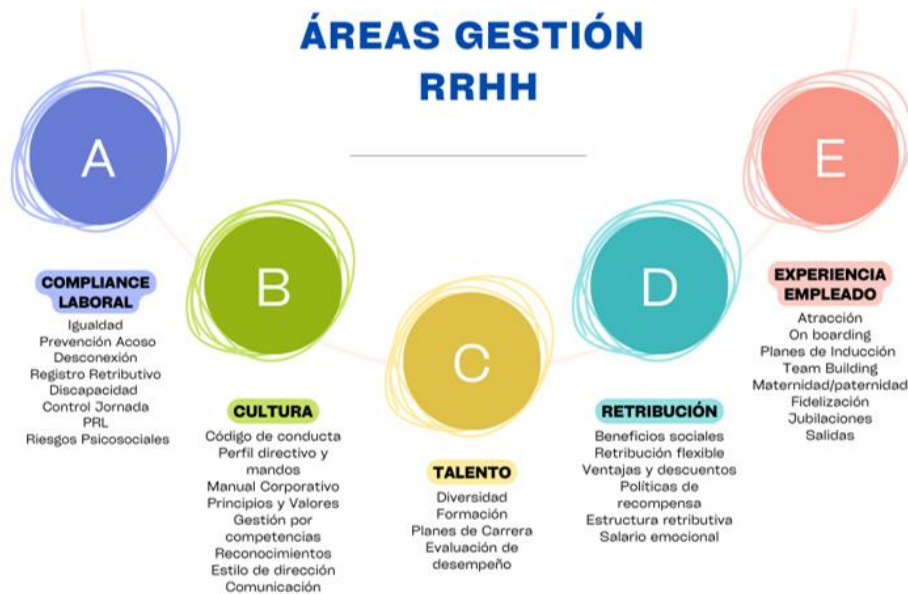 ÁREAS GESTIÓN
RRHH
A
COMPLIANCE
LABORAL
Igualdad
Prevención Acoso
Desconexión
Registro Retributivo
Discapacidad
Control Jornada
PRL
Riesgos Psicosociales
B
CULTURA
Código de conducta
Perfil directivo y
mandos
Manual Corporativo
Principios y Valores
Gestión por
competencias
Reconocimientos
Estilo de dirección
Comunicación
C
TALENTO
Diversidad
Formación
Planes de Carrera
Evaluación de
desempeño
D
RETRIBUCIÓN
Beneficios sociales
Retribución flexible
Ventajas y descuentos
Políticas de
recompensa
Estructura retributiva
Salario emocional
E
EXPERIENCIA
EMPLEADO
Atracción
On boarding
Planes de Inducción
Team Building
Maternidad/paternidad
Fidelización
Jubilaciones
Salidas